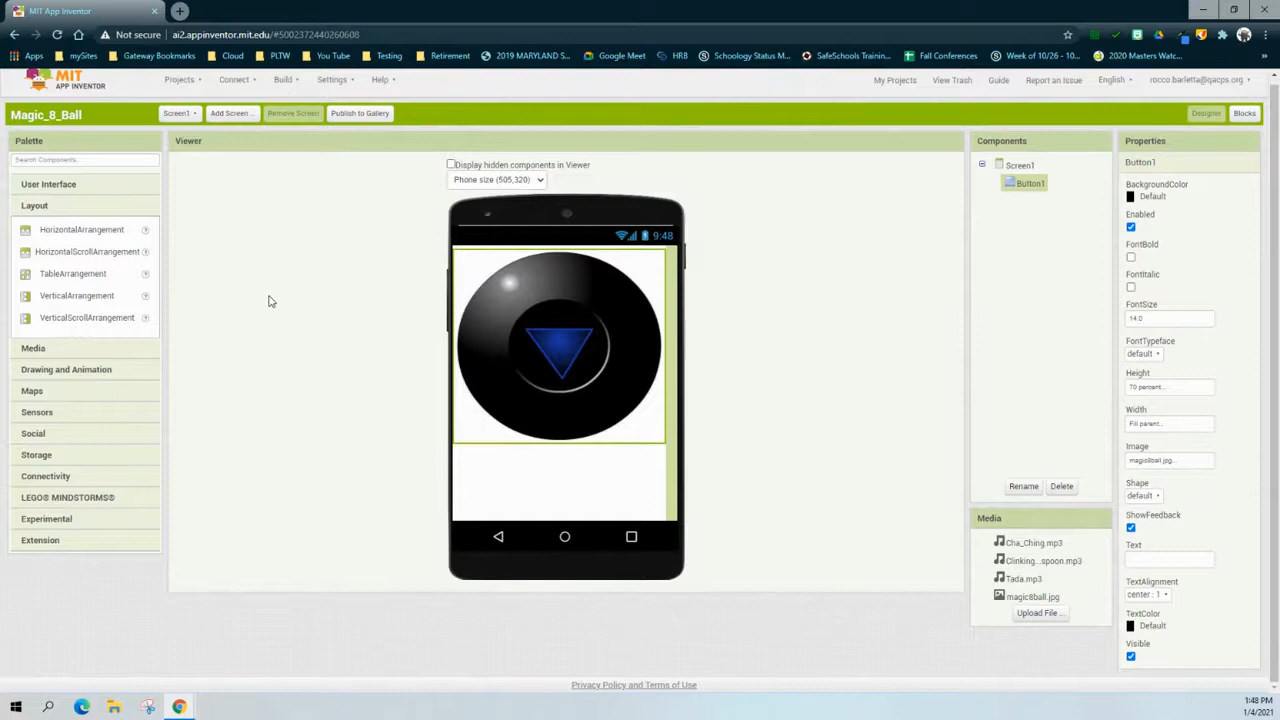 MIT App Inventor
Not secure ai2.appinventor.mit.edu/#5002372440260608
Apps mySites Gateway Bookmarks Cloud PLTW You Tube Testing Retirement 2019 MARYLAND S... Google Meet HRB Schoology Status M... SafeSchools Trainin... Fall Conferences Week of 10/26 - 10... 2020 Masters Watc... »
MIT
APP INVENTOR
Projects Connect Build Settings Help My Projects View Trash Guide Report an Issue English rocco.barletta@qacps.org
Magic_8_Ball Screen1 Add Screen ... Remove Screen Publish to Gallery Designer Blocks
Palette
Search Components...
User Interface
Layout
HorizontalArrangement
HorizontalScrollArrangement
TableArrangement
VerticalArrangement
VerticalScrollArrangement
Media
Drawing and Animation
Maps
Sensors
Social
Storage
Connectivity
LEGO® MINDSTORMS®
Experimental
Extension
Viewer
Display hidden components in Viewer
Phone size (505,320)
9:48
Components
Screen1
Button1
Rename Delete
Media
Cha_Ching.mp3
Clinking...spoon.mp3
Tada.mp3
magic8ball.jpg
Upload File ...
Properties
Button1
BackgroundColor
Default
Enabled
FontBold
FontItalic
FontSize
14.0
FontTypeface
default
Height
70 percent...
Width
Fill parent...
Image
magic8ball.jpg...
Shape
default
ShowFeedback
Text
TextAlignment
center : 1
TextColor
Default
Visible
Privacy Policy and Terms of Use
1:48 PM
1/4/2021